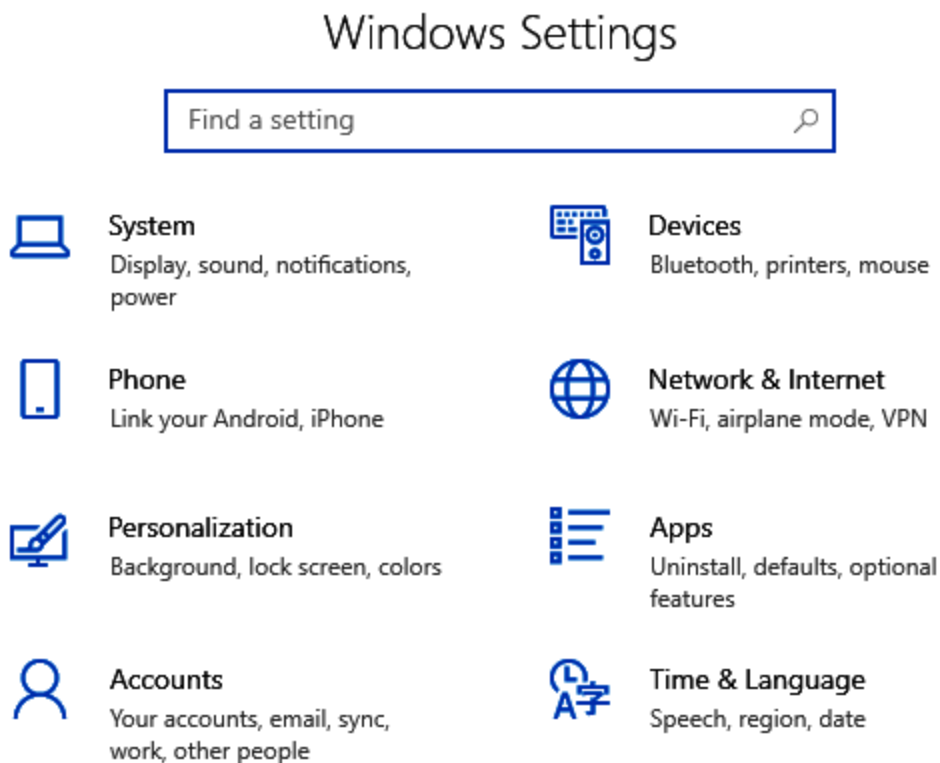 Windows Settings
Find a setting
System
Display, sound, notifications,
power
Devices
Bluetooth, printers, mouse
Phone
Link your Android, iPhone
Network & Internet
Wi-Fi, airplane mode, VPN
Personalization
Background, lock screen, colors
Apps
Uninstall, defaults, optional
features
Accounts
Your accounts, email, sync,
work, other people
A字
Time & Language
Speech, region, date